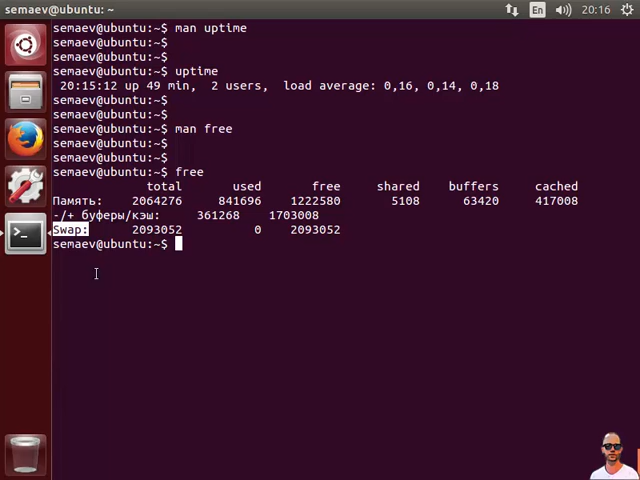 semaev@ubuntu: ~
En
20:16
semaev@ubuntu:~$ man uptime
semaev@ubuntu:~$
semaev@ubuntu:~$
semaev@ubuntu:~$ uptime
20:15:12 up 49 min, 2 users, load average: 0,16, 0,14, 0,18
semaev@ubuntu:~$
semaev@ubuntu:~$ man free
semaev@ubuntu:~$
semaev@ubuntu:~$
semaev@ubuntu:~$ free
total used free shared buffers cached
Память: 2064276 841696 1222580 5108 63420 417008
-/+ буферы/кэш: 361268 1703008
Swap: 2093052 0 2093052
semaev@ubuntu:~$